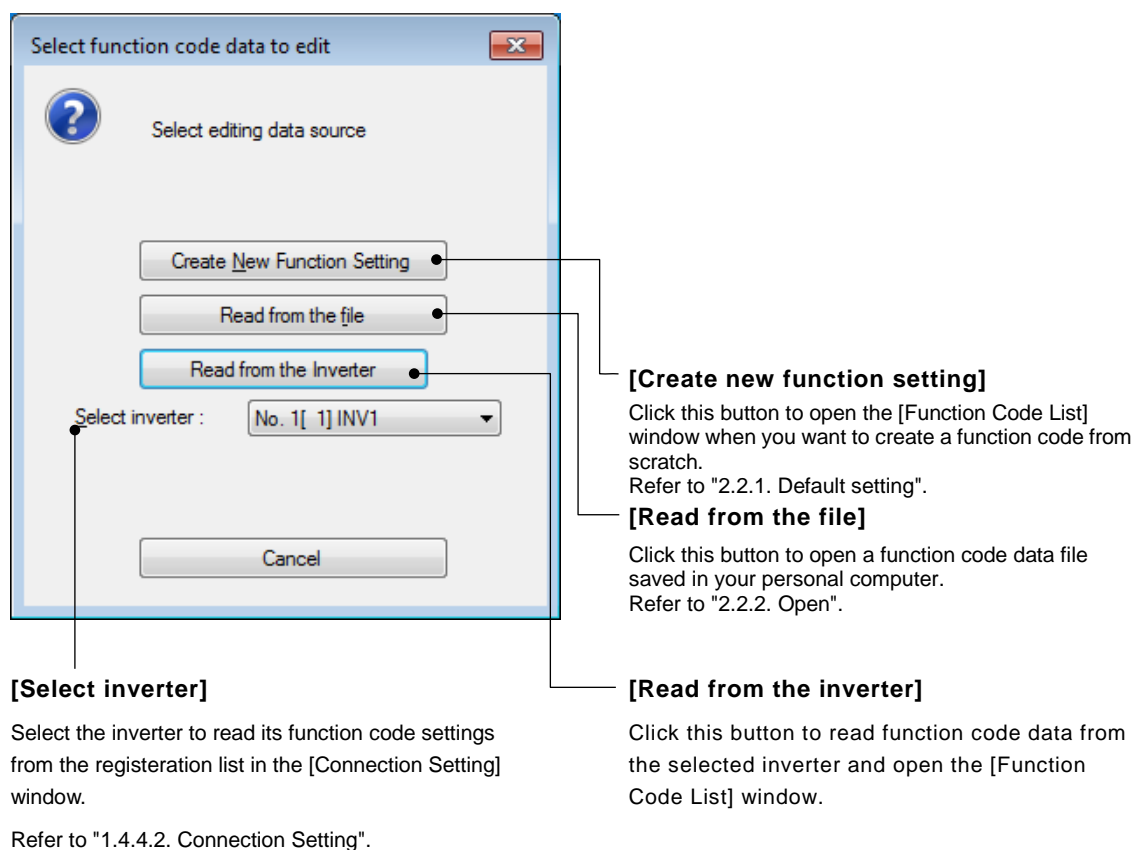 Select function code data to edit
Select editing data source
Create New Function Setting
Read from the file
Read from the Inverter
Select inverter :
No. 1[  1] INV1
Cancel
[Create new function setting]
Click this button to open the [Function Code List]
window when you want to create a function code from
scratch.
Refer to "2.2.1. Default setting".
[Read from the file]
Click this button to open a function code data file
saved in your personal computer.
Refer to "2.2.2. Open".
[Select inverter]
Select the inverter to read its function code settings
from the registeration list in the [Connection Setting]
window.
Refer to "1.4.4.2. Connection Setting".
[Read from the inverter]
Click this button to read function code data from
the selected inverter and open the [Function
Code List] window.